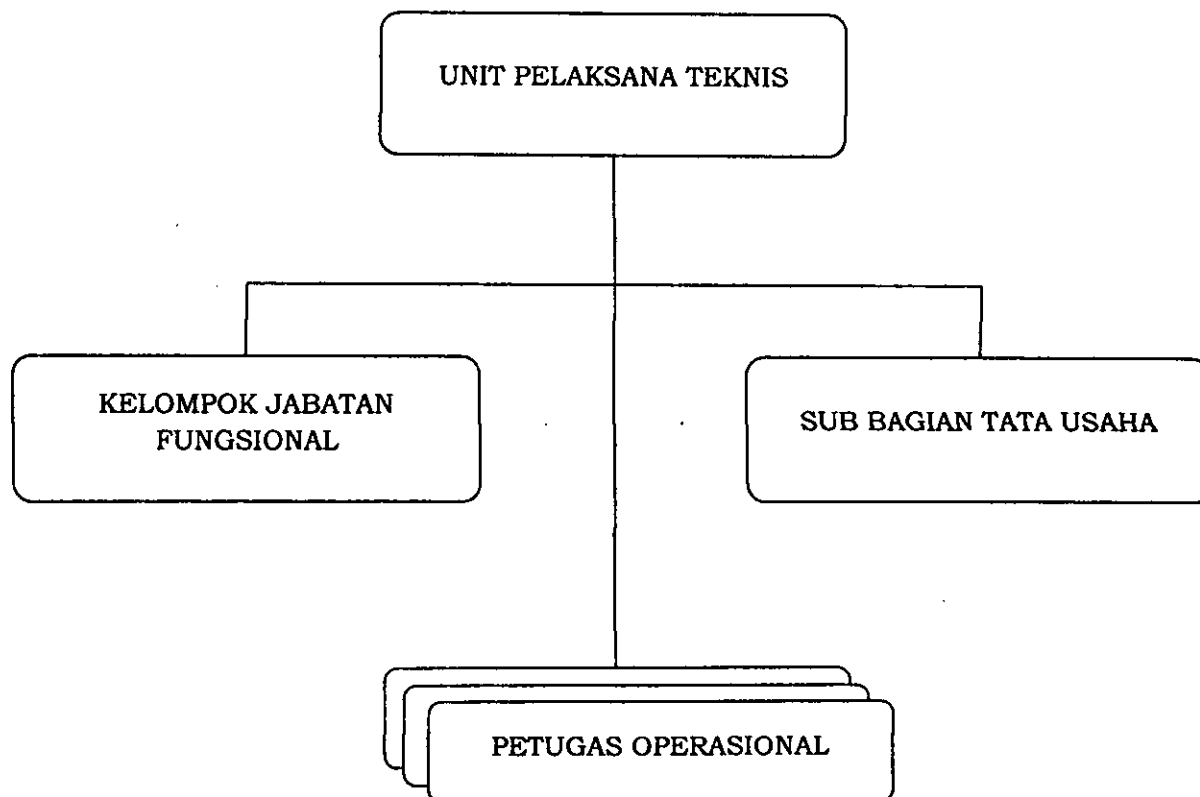 UNIT PELAKSANA TEKNIS
KELOMPOK JABATAN
FUNGSIONAL
SUB BAGIAN TATA USAHA
PETUGAS OPERASIONAL